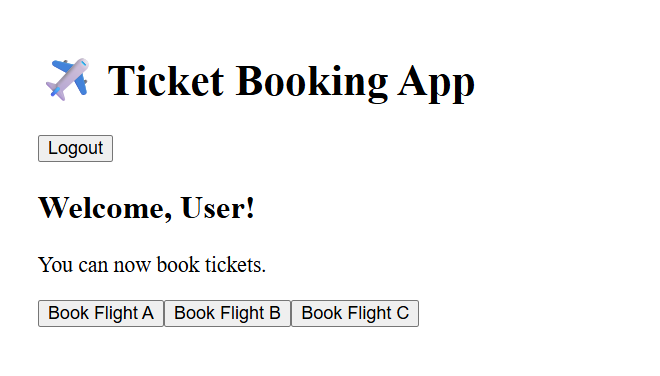 Ticket Booking App
Logout
Welcome, User!
You can now book tickets.
Book Flight A Book Flight B Book Flight C